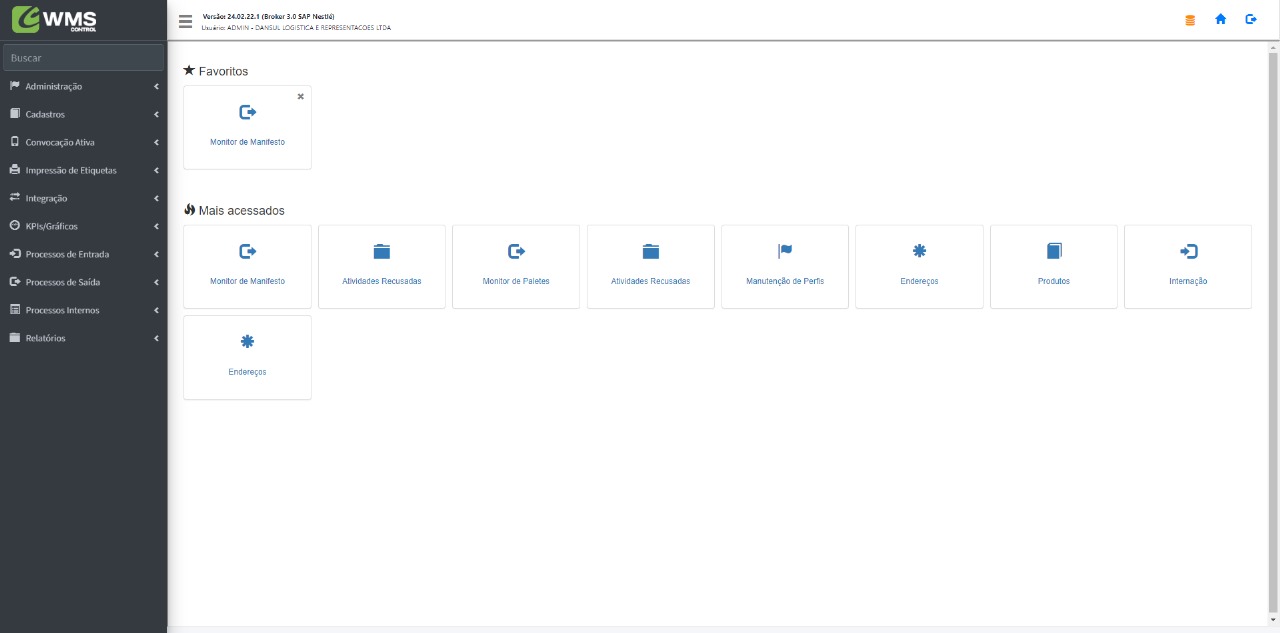 WMS
CONTROL
Versão: 24.02.22.1 (Broker 3.0 SAP Nestlé)
Usuário: ADMIN - DANSUL LOGISTICA E REPRESENTACOES LTDA
Buscar
Administração
Cadastros
Convocação Ativa
Impressão de Etiquetas
Integração
KPIs/Gráficos
Processos de Entrada
Processos de Saída
Processos Internos
Relatórios
Favoritos
Monitor de Manifesto
Mais acessados
Monitor de Manifesto
Atividades Recusadas
Monitor de Paletes
Atividades Recusadas
Manutenção de Perfis
Endereços
Produtos
Internação
Endereços